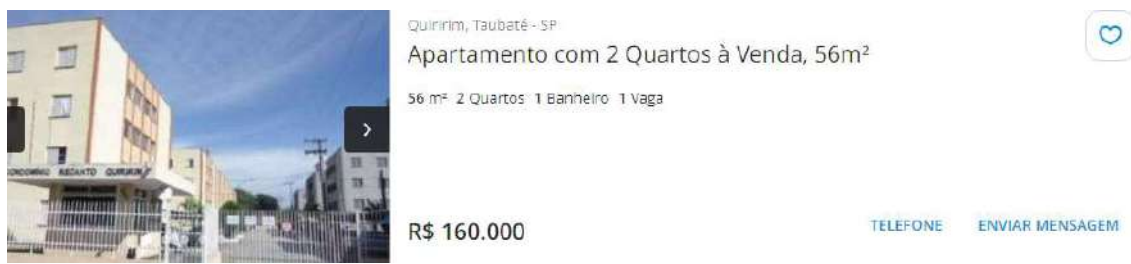 CONDOMÍNIO RECANTO QUIRIRIM
Quiririm, Taubaté - SP
Apartamento com 2 Quartos à Venda, 56m²
56 m² 2 Quartos 1 Banheiro 1 Vaga
R$ 160.000
TELEFONE ENVIAR MENSAGEM